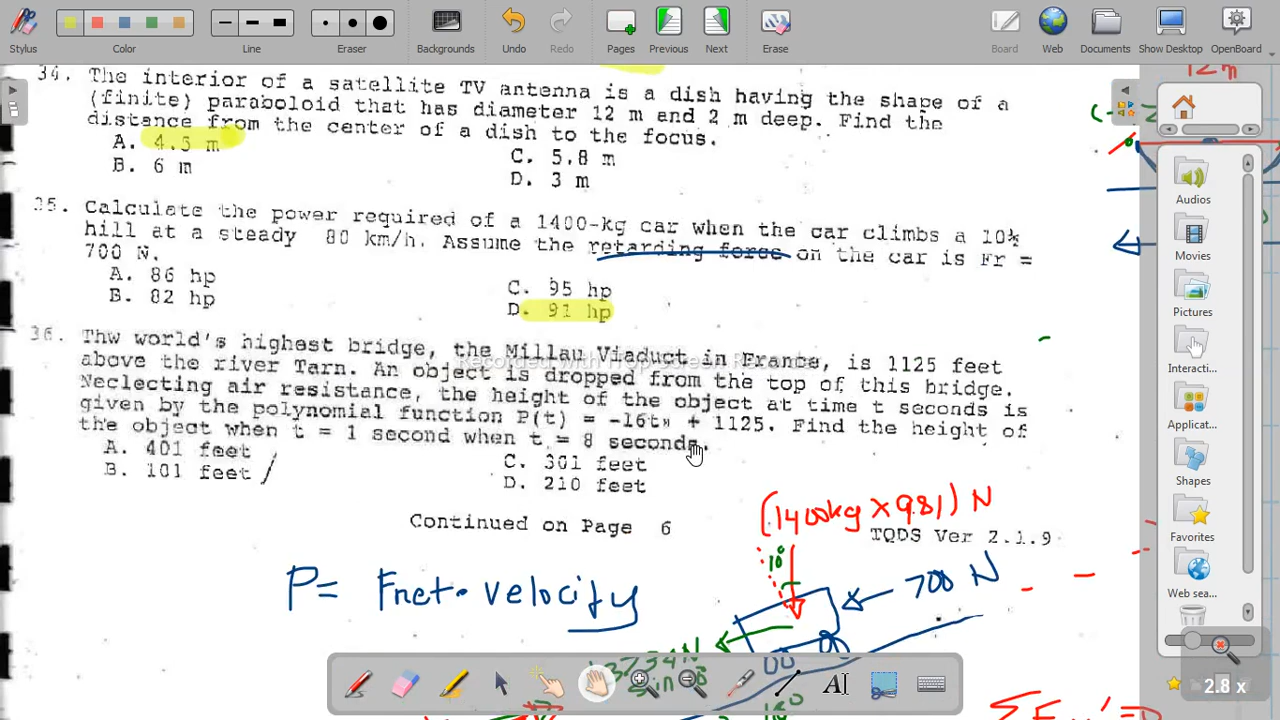 Stylus
Color
Line
Eraser
Backgrounds
Undo
Redo
Pages
Previous
Next
Erase
Board
Web
Documents
Show Desktop
OpenBoard
34. The interior of a satellite TV antenna is a dish having the shape of a
(finite) paraboloid that has diameter 12 m and 2 m deep. Find the
distance from the center of a dish to the focus.
A. 4.5 m
C. 5.8 m
B. 6 m
D. 3 m
35. Calculate the power required of a 1400-kg car when the car climbs a 10%
hill at a steady 80 km/h. Assume the retarding force on the car is Fr =
700 N.
A. 86 hp
C. 95 hp
B. 82 hp
D. 91 hp
36. Thw world's highest bridge, the Millau Viaduct in France, is 1125 feet
above the river Tarn. An object is dropped from the top of this bridge.
Neclecting air resistance, the height of the object at time t seconds is
given by the polynomial function P(t) = -16t" + 1125. Find the height of
the object when t = 1 second when t = 8 seconds.
A. 401 feet
C. 301 feet
B. 101 feet
D. 210 feet
Continued on Page 6
TQDS Ver 2.1.9
(1400kg x 9.81) N
10°
700 N
P = Fnet. velocity
12 m
Audios
Movies
Pictures
Interacti...
Applicat...
Shapes
Favorites
Web sea...
2.8 x